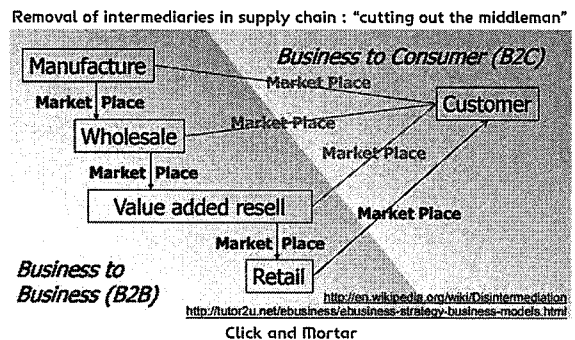 Removal of intermediaries in supply chain : “cutting out the middleman”
Business to Consumer (B2C)
Manufacture
Market Place
Customer
Market Place
Market Place
Wholesale
Market Place
Market Place
Value added resell
Market Place
Market Place
Retail
Business to
Business (B2B)
http://en.wikipedia.org/wiki/Disintermediation
http://tutor2u.net/ebusiness/ebusiness-strategy-business-models.html
Click and Mortar